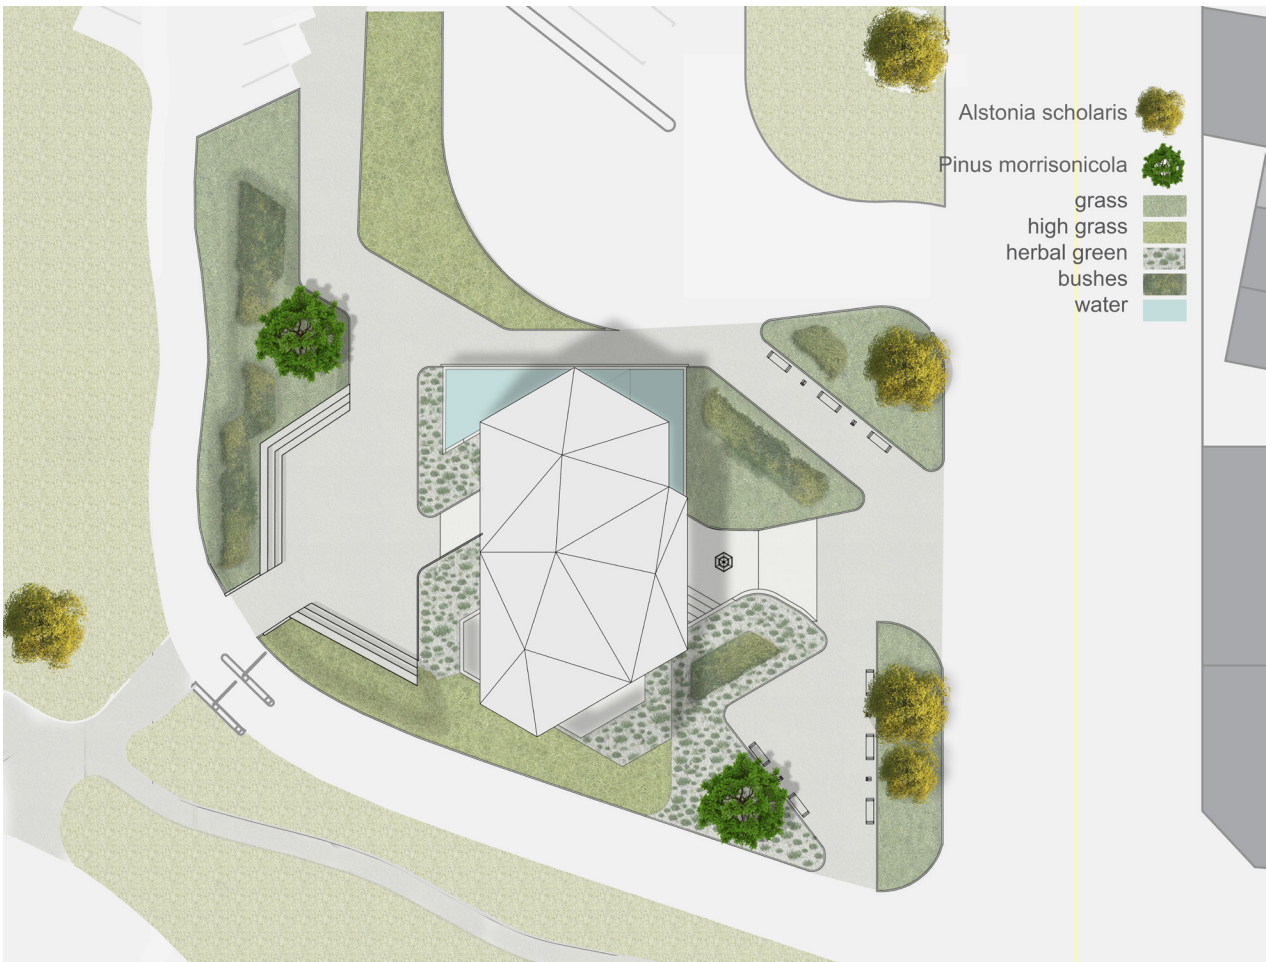 Alstonia scholaris
Pinus morrisonicola
grass
high grass
herbal green
bushes
water